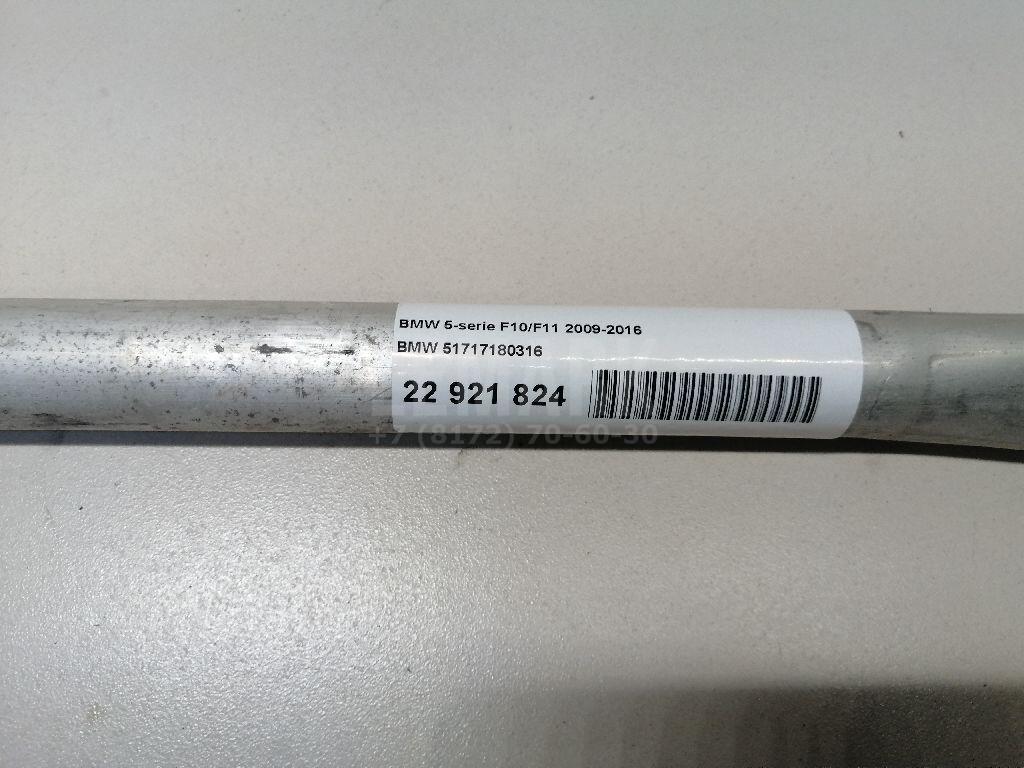 BMW 5-serie F10/F11 2009-2016
BMW 51717180316
22 921 824
+7 (8172) 70-60-30